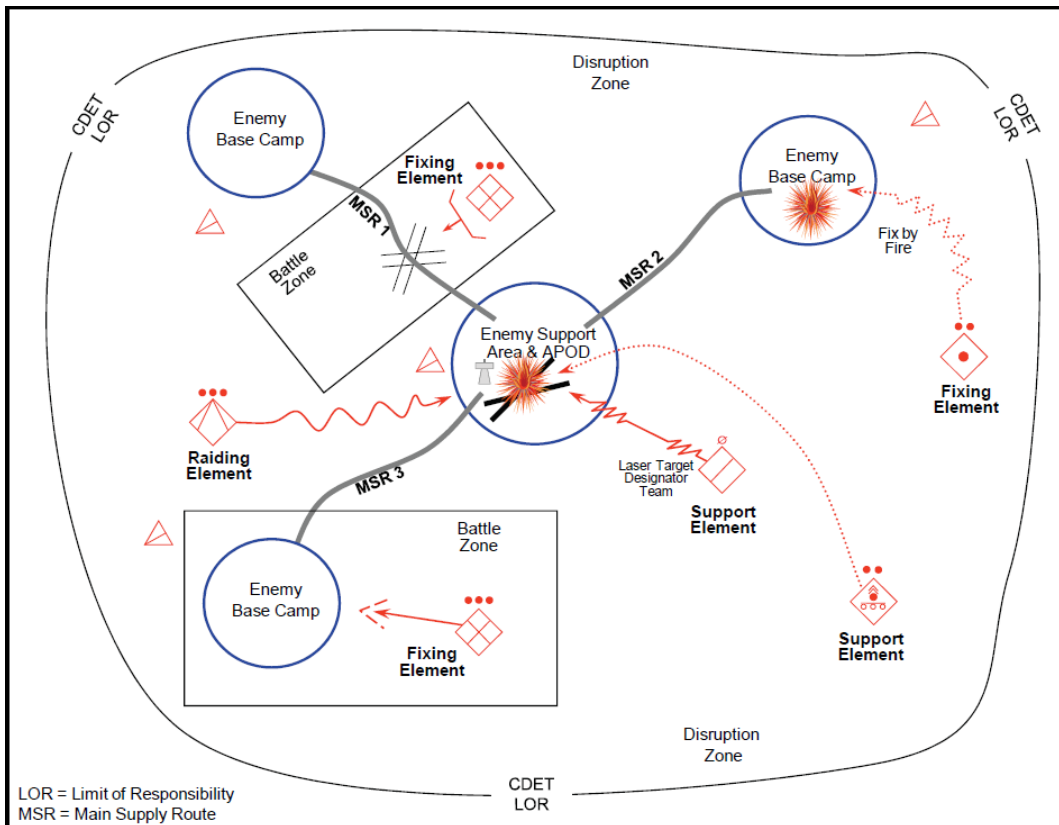 Disruption
Zone
CDET
LOR
CDET
LOR
Enemy
Base Camp
Fixing
Element
MSR 1
Battle
Zone
Enemy
Base Camp
Fix by
Fire
MSR 2
Enemy Support
Area & APOD
Fixing
Element
Raiding
Element
MSR 3
Laser Target
Designator
Team
Support
Element
Battle
Zone
Enemy
Base Camp
Fixing
Element
Support
Element
Disruption
Zone
CDET
LOR
LOR = Limit of Responsibility
MSR = Main Supply Route